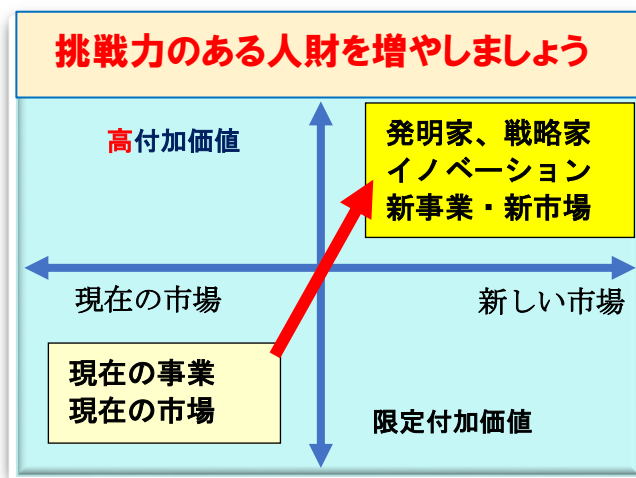 挑戦力のある人財を増やしましょう
高付加価値
発明家、戦略家
イノベーション
新事業・新市場
現在の市場
新しい市場
現在の事業
現在の市場
限定付加価値